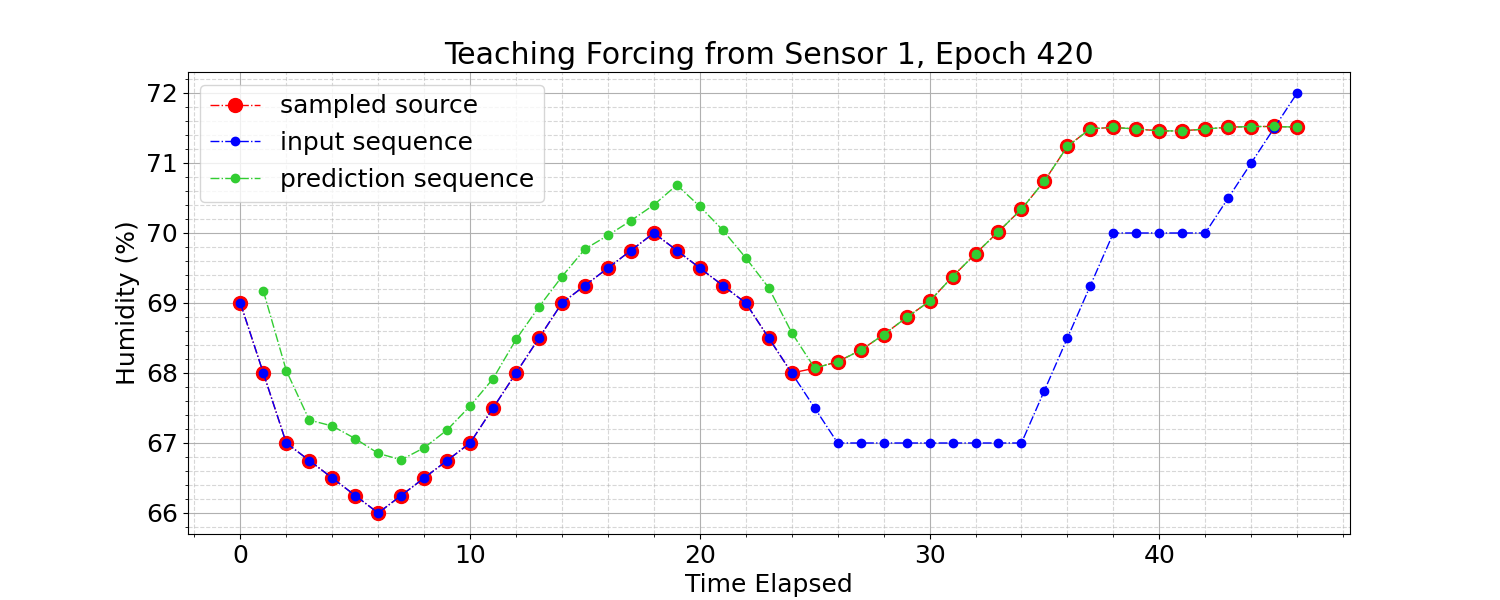 Teaching Forcing from Sensor 1, Epoch 420
72
71
70
69
68
67
66
Humidity (%)
sampled source
input sequence
prediction sequence
0 10 20 30 40
Time Elapsed